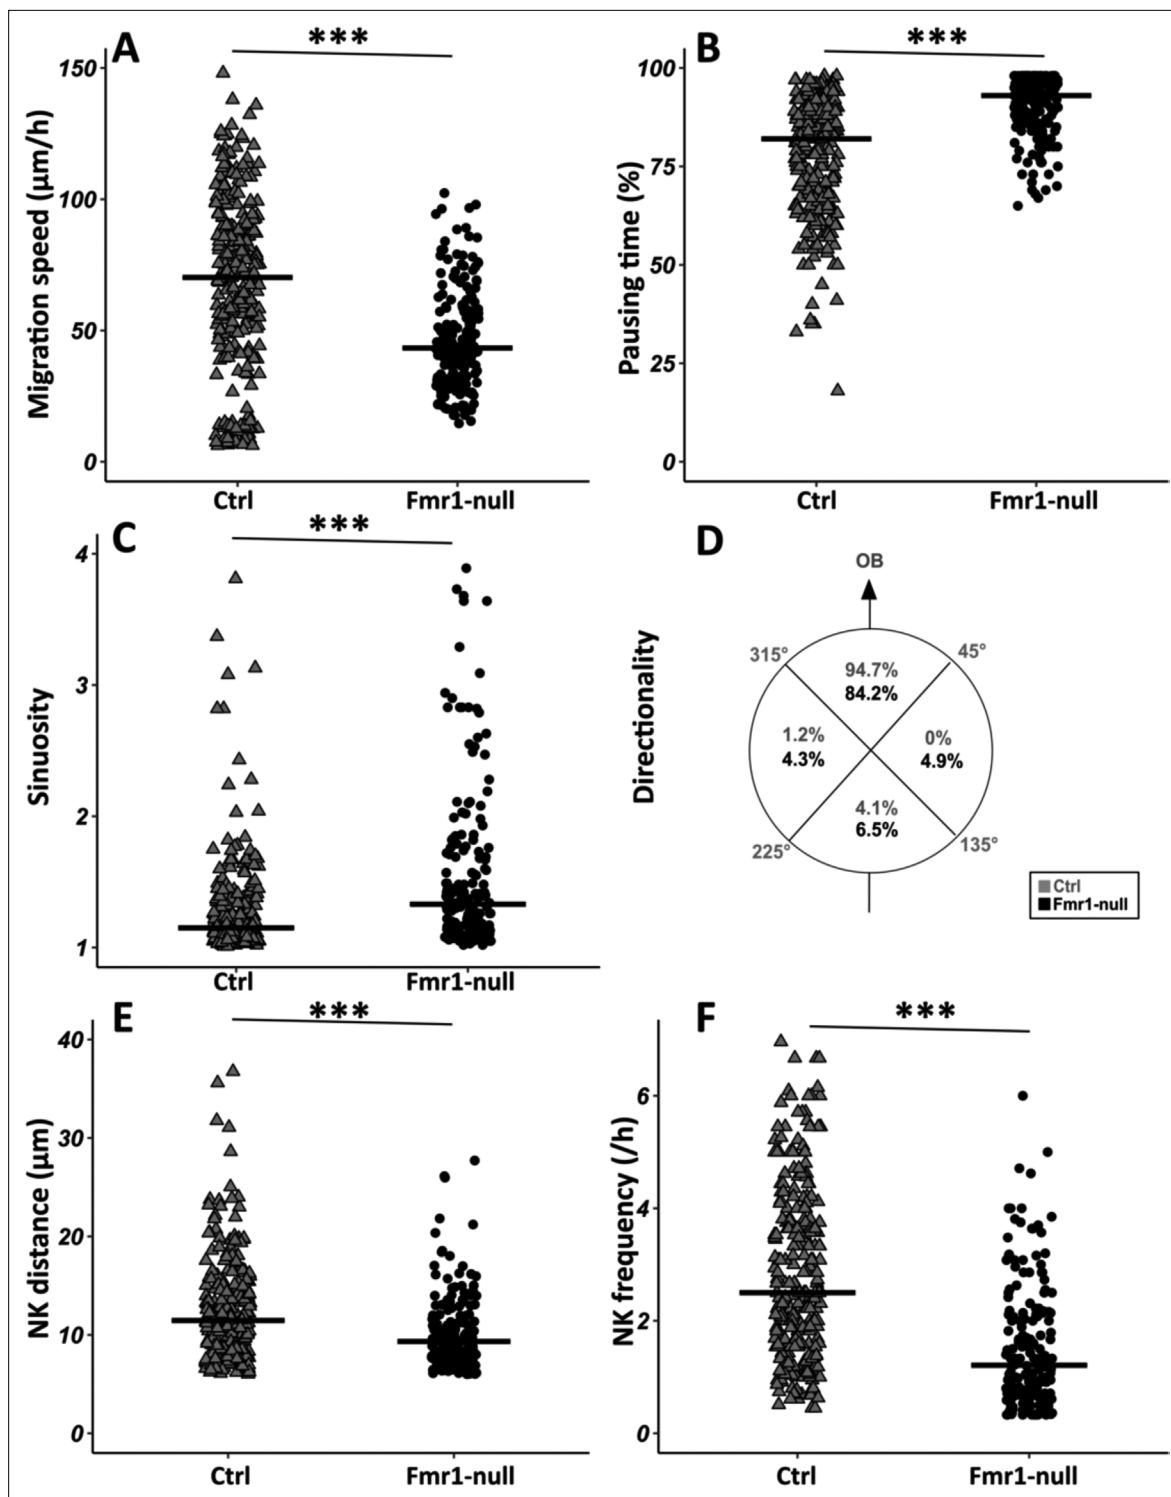 A
***
150
100
50
0
Migration speed (µm/h)
Ctrl
Fmr1-null
B
***
100
75
50
25
0
Pausing time (%)
Ctrl
Fmr1-null
C
***
4
3
2
1
Sinuosity
Ctrl
Fmr1-null
D
Directionality
OB
315°
45°
94.7%
84.2%
1.2%
4.3%
0%
4.9%
4.1%
6.5%
225°
135°
Ctrl
Fmr1-null
E
***
40
30
20
10
0
NK distance (µm)
Ctrl
Fmr1-null
F
***
6
4
2
0
NK frequency (/h)
Ctrl
Fmr1-null